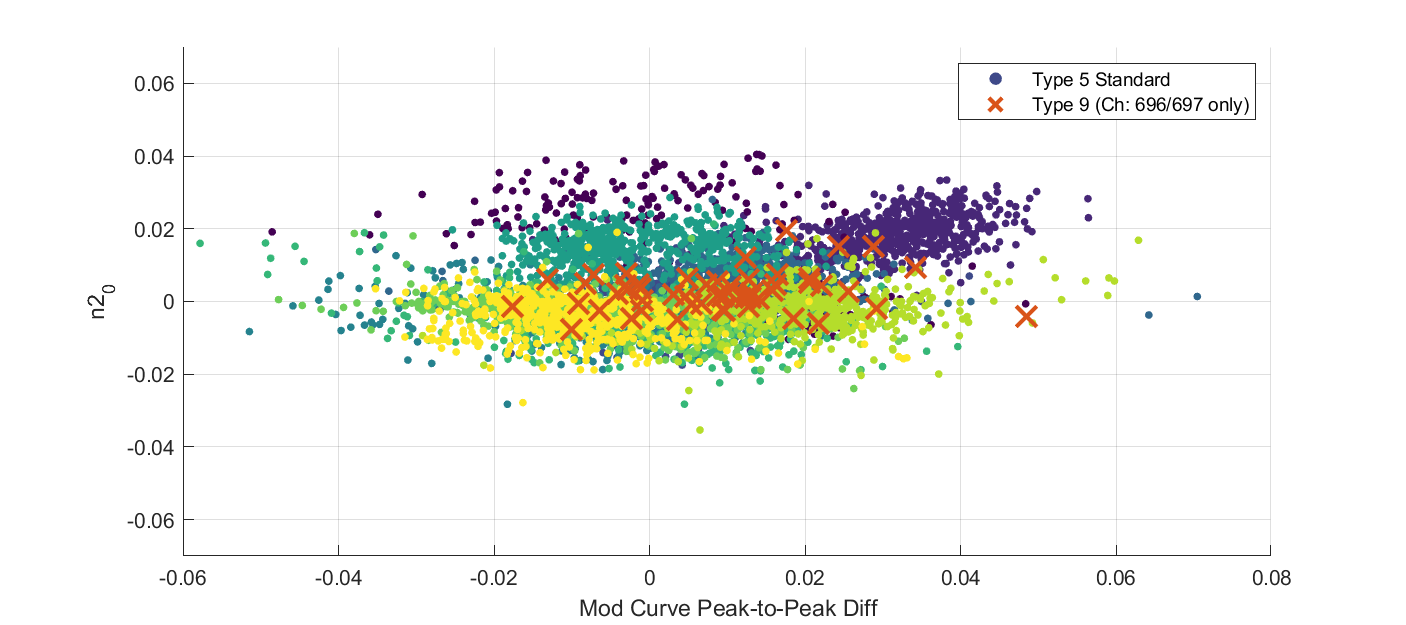 Type 5 Standard
Type 9 (Ch: 696/697 only)
0.06
0.04
0.02
0
-0.02
-0.04
-0.06
n2₀
-0.06 -0.04 -0.02 0 0.02 0.04 0.06 0.08
Mod Curve Peak-to-Peak Diff